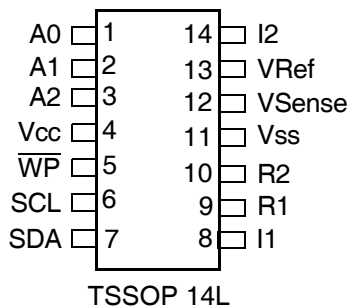 A0 1 14 I2
A1 2 13 VRef
A2 3 12 VSense
Vcc 4 11 Vss
W̅P̅ 5 10 R2
SCL 6 9 R1
SDA 7 8 I1
TSSOP 14L